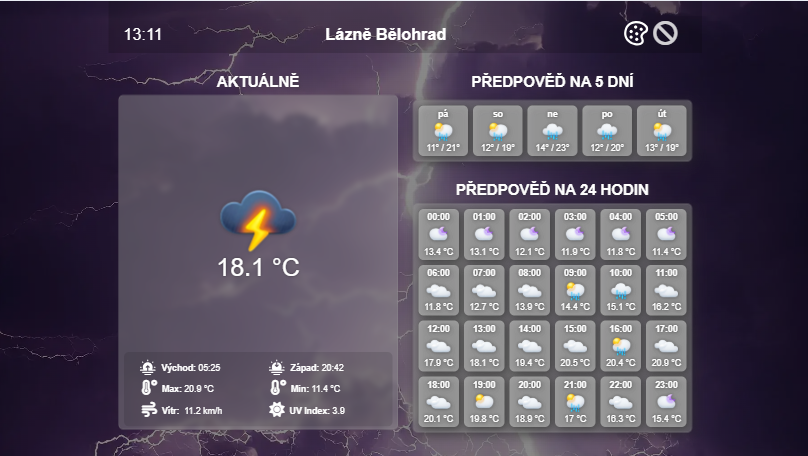 13:11
Lázně Bělohrad
AKTUÁLNĚ
18.1 °C
Východ: 05:25
Západ: 20:42
Max: 20.9 °C
Min: 11.4 °C
Vítr: 11.2 km/h
UV Index: 3.9
PŘEDPOVĚĎ NA 5 DNÍ
pá so ne po út
11° / 21° 12° / 19° 14° / 23° 12° / 20° 13° / 19°
PŘEDPOVĚĎ NA 24 HODIN
00:00 01:00 02:00 03:00 04:00 05:00
13.4 °C 13.1 °C 12.1 °C 11.9 °C 11.8 °C 11.4 °C
06:00 07:00 08:00 09:00 10:00 11:00
11.8 °C 12.7 °C 13.9 °C 14.4 °C 15.1 °C 16.2 °C
12:00 13:00 14:00 15:00 16:00 17:00
17.9 °C 18.1 °C 19.4 °C 20.5 °C 20.4 °C 20.9 °C
18:00 19:00 20:00 21:00 22:00 23:00
20.1 °C 19.8 °C 18.9 °C 17 °C 16.3 °C 15.4 °C